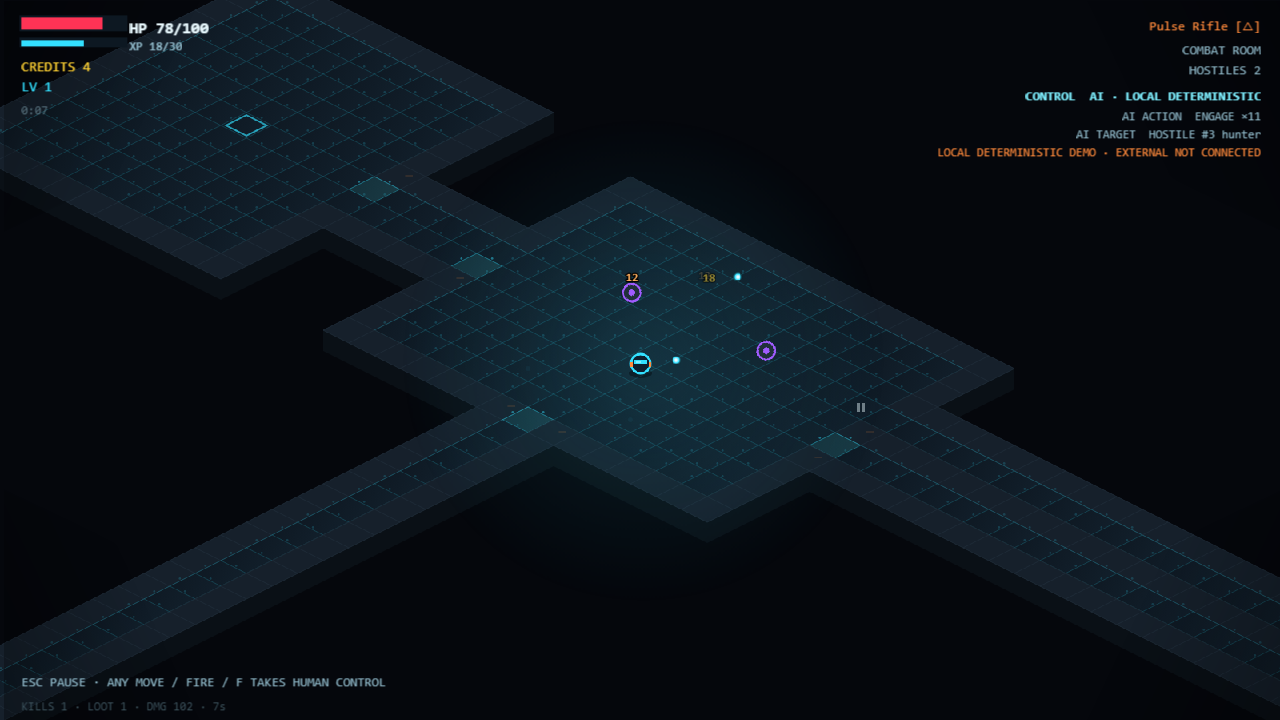 HP 78/100
XP 18/30
CREDITS 4
LV 1
0:07
Pulse Rifle [△]
COMBAT ROOM
HOSTILES 2
CONTROL AI · LOCAL DETERMINISTIC
AI ACTION ENGAGE ×11
AI TARGET HOSTILE #3 hunter
LOCAL DETERMINISTIC DEMO · EXTERNAL NOT CONNECTED
12
18
ESC PAUSE · ANY MOVE / FIRE / F TAKES HUMAN CONTROL
KILLS 1 · LOOT 1 · DMG 102 · 7s